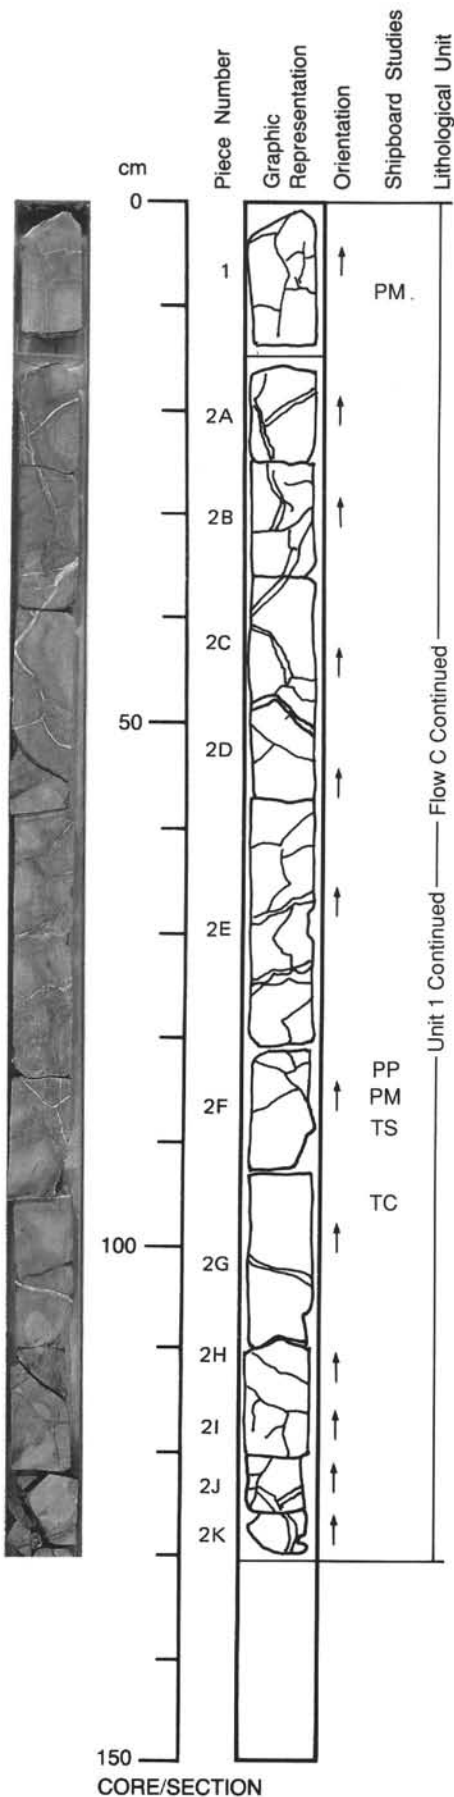 cm
Piece Number
Graphic Representation
Orientation
Shipboard Studies
Lithological Unit
0
1
PM.
2A
2B
2C
50
2D
2E
Unit 1 Continued — Flow C Continued
PP
2F
PM
TS
TC
100
2G
2H
2I
2J
2K
150
CORE/SECTION